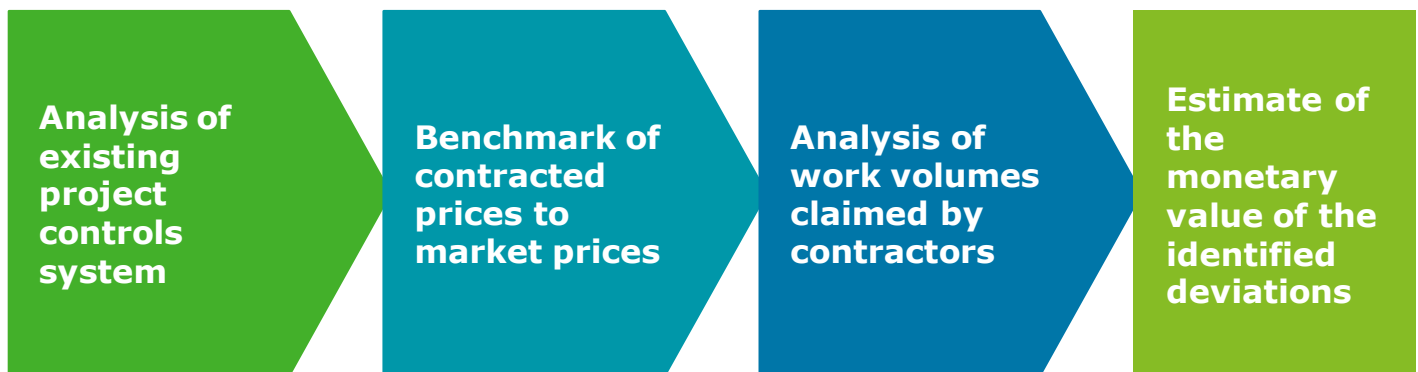 Analysis of
existing
project
controls
system
Benchmark of
contracted
prices to
market prices
Analysis of
work volumes
claimed by
contractors
Estimate of
the
monetary
value of the
identified
deviations